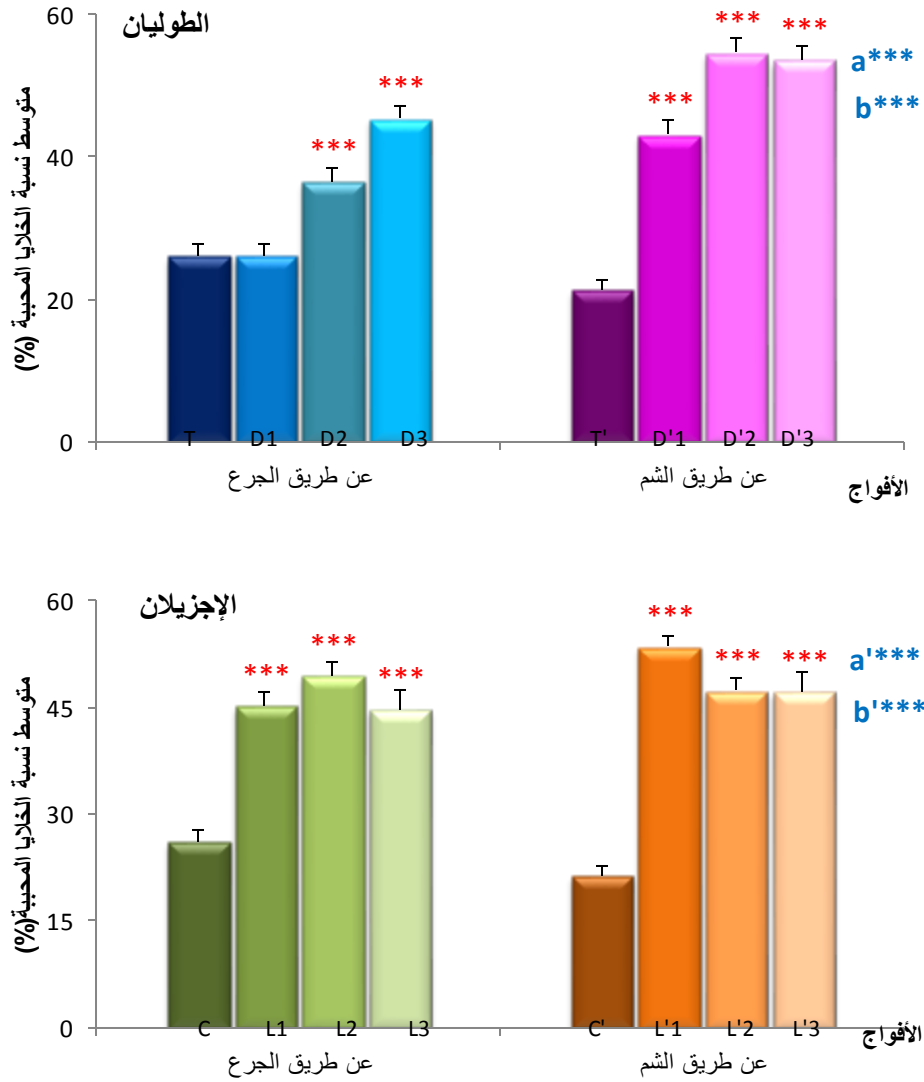 الطوليان
متوسط نسبة الخلايا المحببة (%)
60
40
20
0
***
***
***
***
***
a***
b***
T
D1
D2
D3
T'
D'1
D'2
D'3
عن طريق الجرع
عن طريق الشم
الأفواج
الإجزيلان
متوسط نسبة الخلايا المحببة(%)
60
45
30
15
0
***
***
***
***
***
***
a'***
b'***
C
L1
L2
L3
C'
L'1
L'2
L'3
عن طريق الجرع
عن طريق الشم
الأفواج